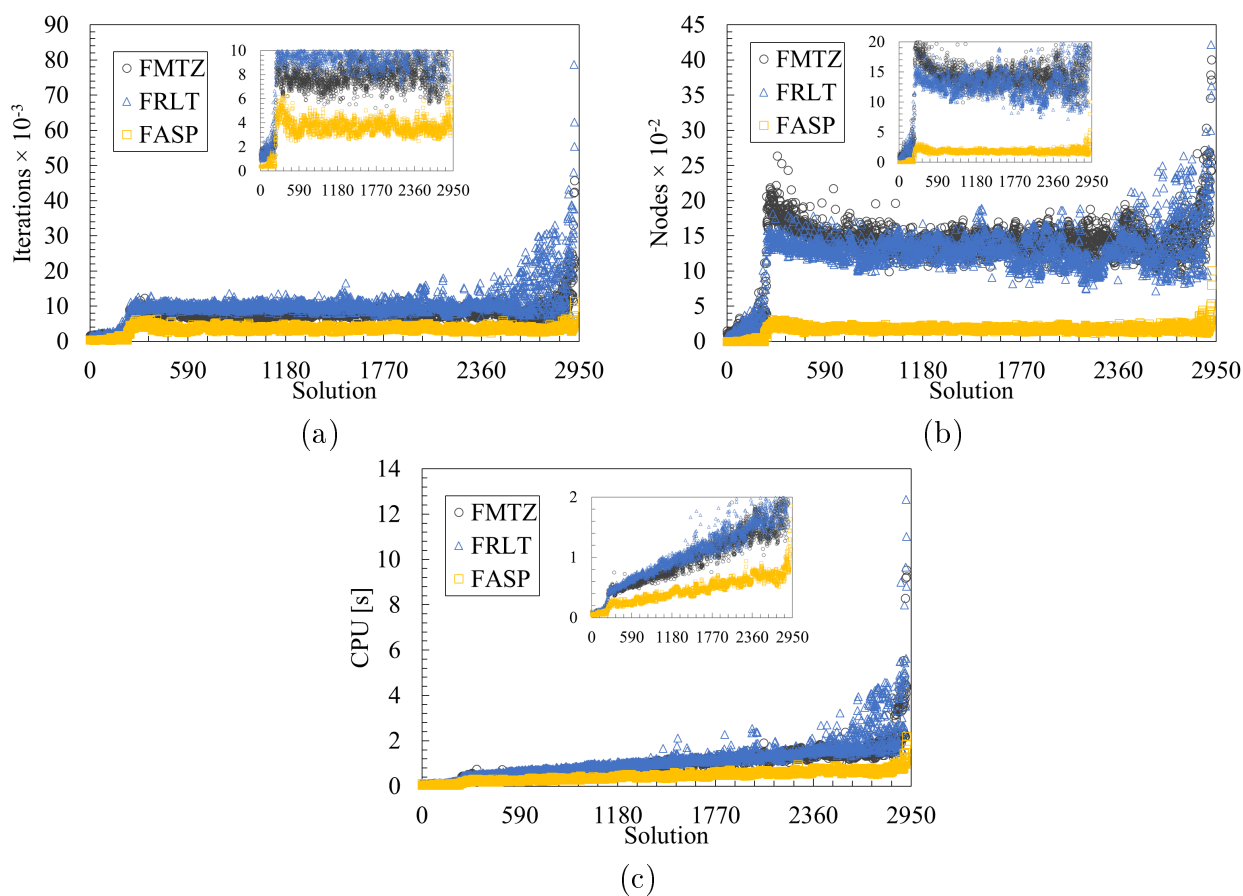 90
80
70
60
50
40
30
20
10
0
Iterations × 10⁻³
FMTZ
FRLT
FASP
10
8
6
4
2
0
0 590 1180 1770 2360 2950
0 590 1180 1770 2360 2950
Solution
(a)
45
40
35
30
25
20
15
10
5
0
Nodes × 10⁻²
FMTZ
FRLT
FASP
20
15
10
5
0
0 590 1180 1770 2360 2950
0 590 1180 1770 2360 2950
Solution
(b)
14
12
10
8
6
4
2
0
CPU [s]
FMTZ
FRLT
FASP
2
1
0
0 590 1180 1770 2360 2950
0 590 1180 1770 2360 2950
Solution
(c)